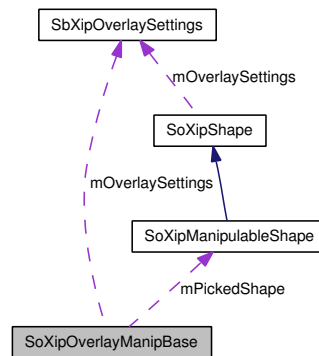 SbXipOverlaySettings
mOverlaySettings
SoXipShape
mOverlaySettings
SoXipManipulableShape
mPickedShape
SoXipOverlayManipBase